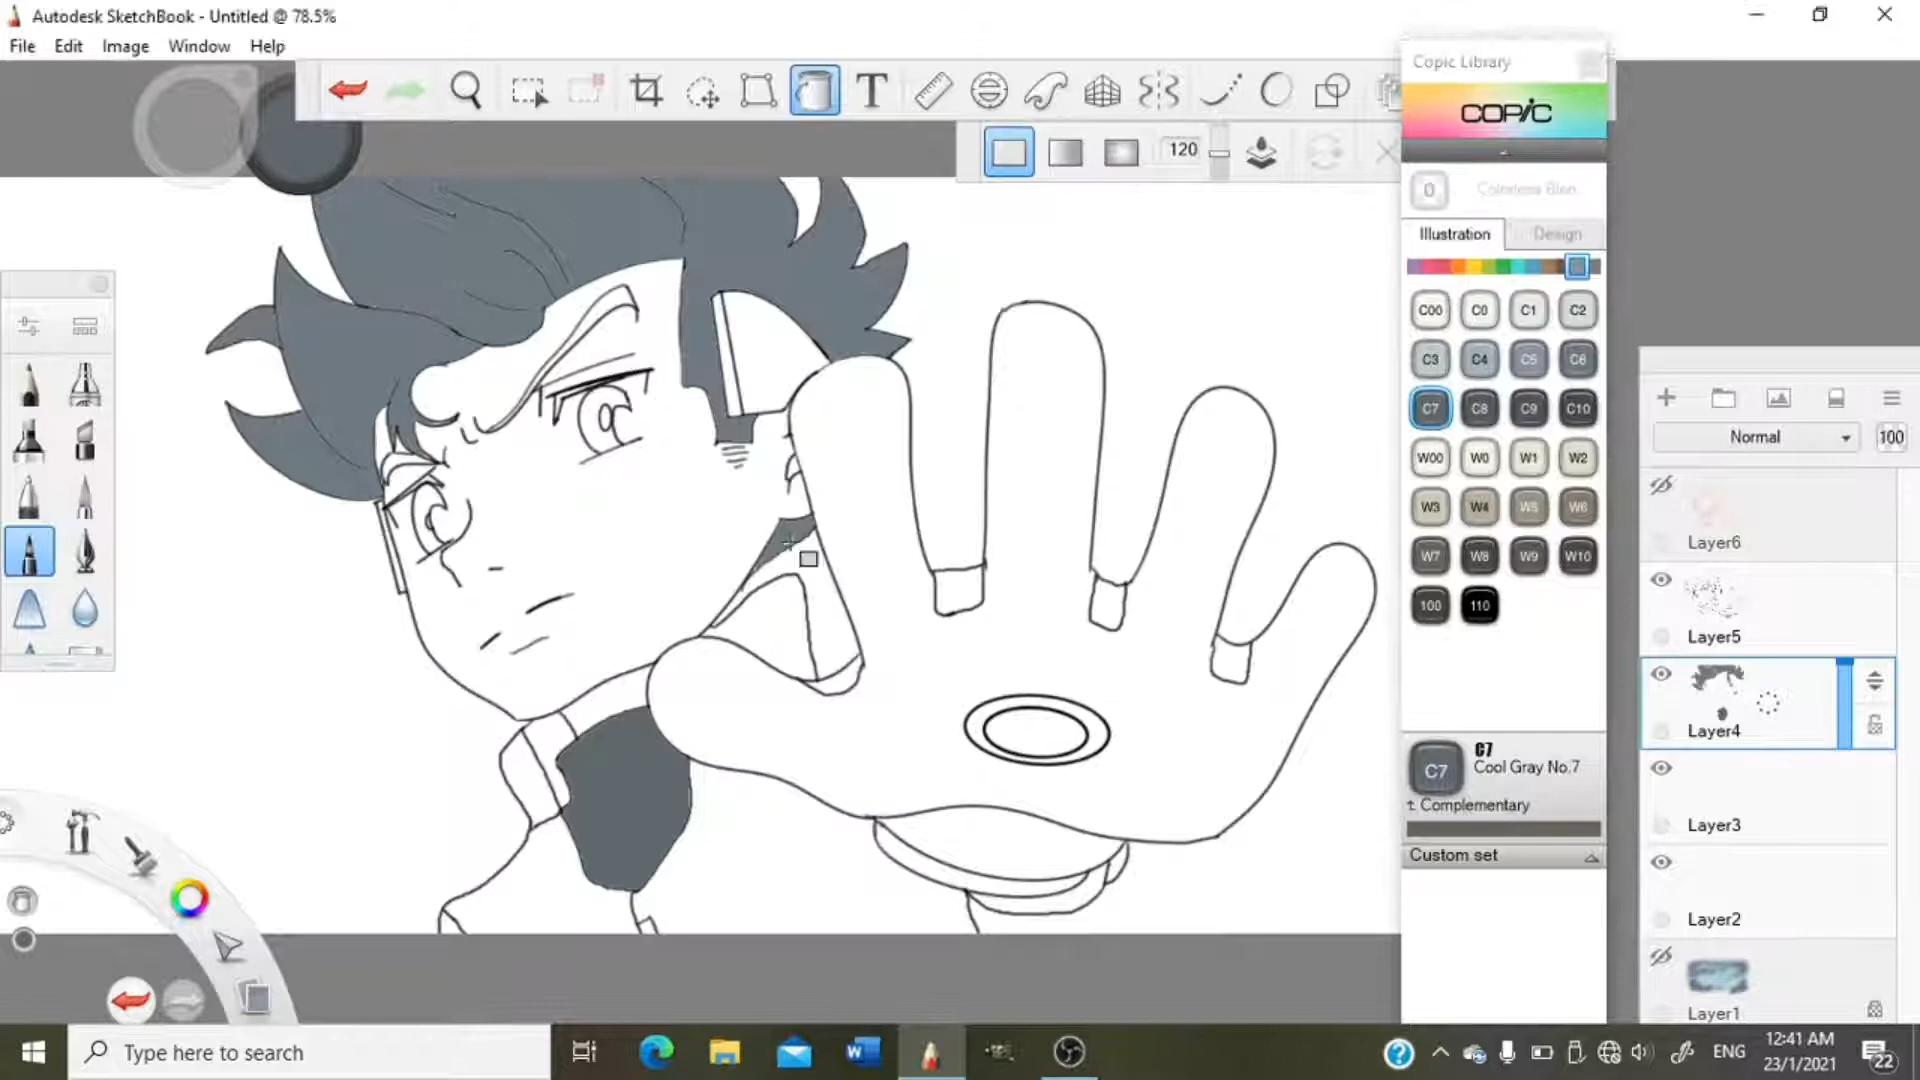 Autodesk SketchBook - Untitled @ 78.5%
File Edit Image Window Help
Copic Library
COPIC
120
0 Colorless Blen
Illustration Design
C00 C0 C1 C2
C3 C4 C5 C6
C7 C8 C9 C10
W00 W0 W1 W2
W3 W4 W5 W6
W7 W8 W9 W10
100 110
C7
C7 Cool Gray No.7
Complementary
Custom set
Normal 100
Layer6
Layer5
Layer4
Layer3
Layer2
Layer1
Type here to search
ENG
12:41 AM
23/1/2021
22